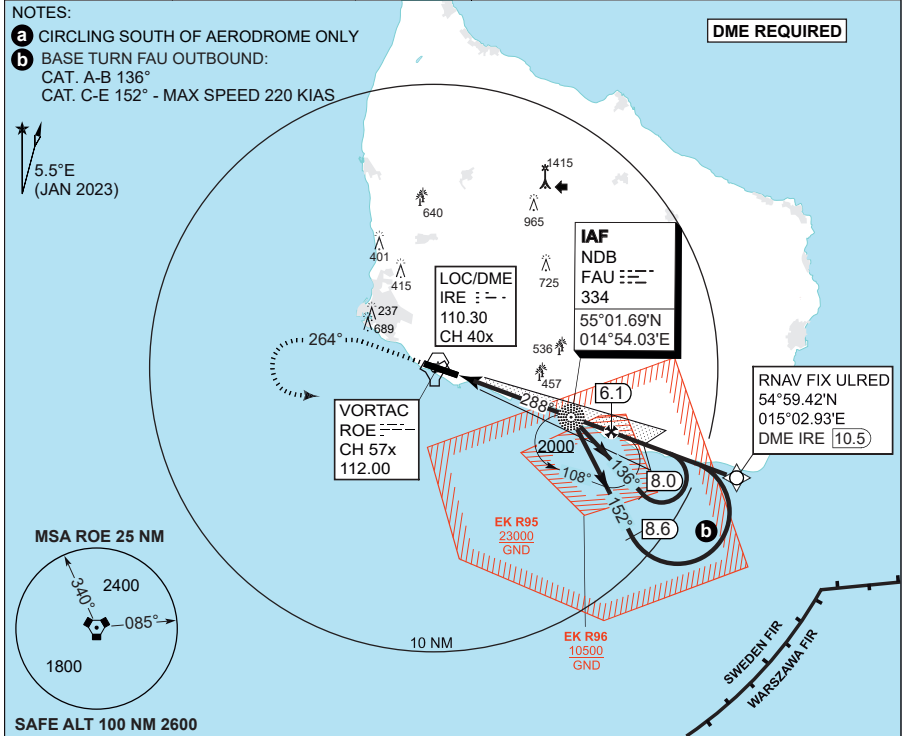 NOTES:
a CIRCLING SOUTH OF AERODROME ONLY
b BASE TURN FAU OUTBOUND:
CAT. A-B 136°
CAT. C-E 152° - MAX SPEED 220 KIAS
DME REQUIRED
5.5°E
(JAN 2023)
1415
640
965
401
415
725
237
689
536
457
LOC/DME
IRE
110.30
CH 40x
IAF
NDB
FAU
334
55°01.69'N
014°54.03'E
264°
288°
6.1
RNAV FIX ULRED
54°59.42'N
015°02.93'E
DME IRE 10.5
VORTAC
ROE
CH 57x
112.00
2000
108°
136°
152°
8.0
8.6
b
EK R95
23000
GND
EK R96
10500
GND
10 NM
MSA ROE 25 NM
340°
2400
085°
1800
SAFE ALT 100 NM 2600
SWEDEN FIR
WARSZAWA FIR